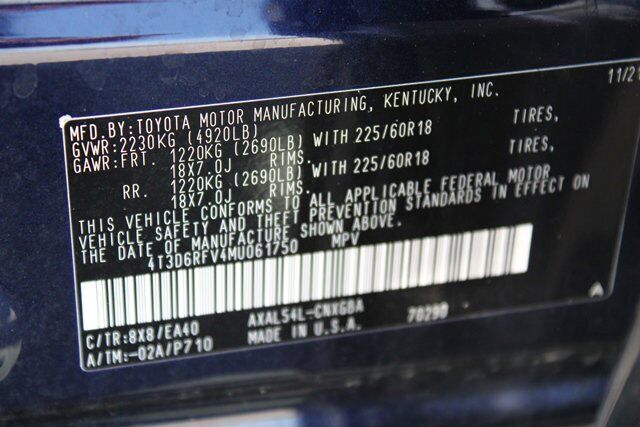 11/21
MFD.BY:TOYOTA MOTOR MANUFACTURING, KENTUCKY, INC.
GVWR:2230KG (4920LB)
GAWR:FRT. 1220KG (2690LB) WITH 225/60R18 TIRES,
18X7.0J RIMS.
RR. 1220KG (2690LB) WITH 225/60R18 TIRES,
18X7.0J RIMS.
THIS VEHICLE CONFORMS TO ALL APPLICABLE FEDERAL MOTOR
VEHICLE SAFETY AND THEFT PREVENTION STANDARDS IN EFFECT ON
THE DATE OF MANUFACTURE SHOWN ABOVE.
4T3D6RFV4MU061750 MPV
C/TR:8X8/EA40 AXAL54L-CNXGBA 70290
A/TM:-02A/P710 MADE IN U.S.A.